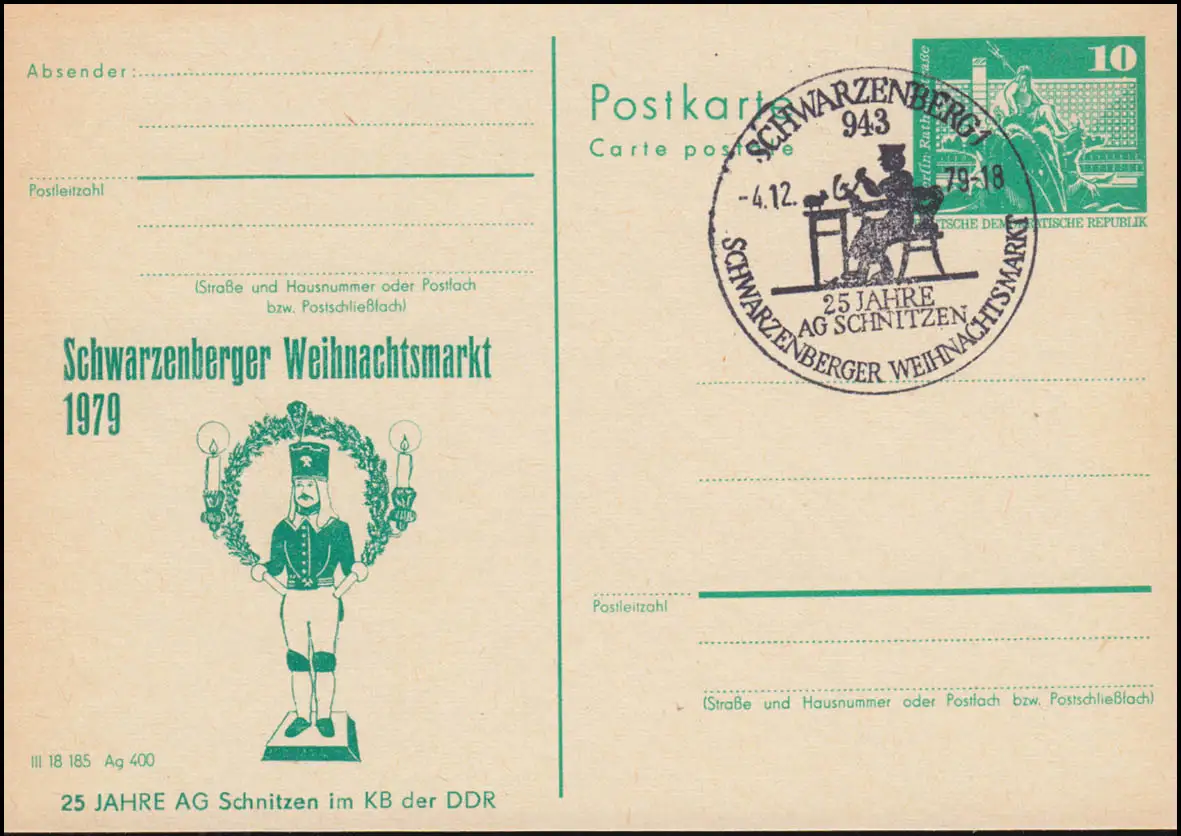 Absender:
Postleitzahl
(Straße und Hausnummer oder Postfach
bzw. Postschließfach)
Schwarzenberger Weihnachtsmarkt
1979
III 18 185 Ag 400
25 JAHRE AG Schnitzen im KB der DDR
Postkarte
Carte postale
10
Berlin Rathausstraße
DEUTSCHE DEMOKRATISCHE REPUBLIK
SCHWARZENBERG 1
943
-4.12. 79-18
25 JAHRE
AG SCHNITZEN
SCHWARZENBERGER WEIHNACHTSMARKT
Postleitzahl
(Straße und Hausnummer oder Postfach bzw. Postschließfach)